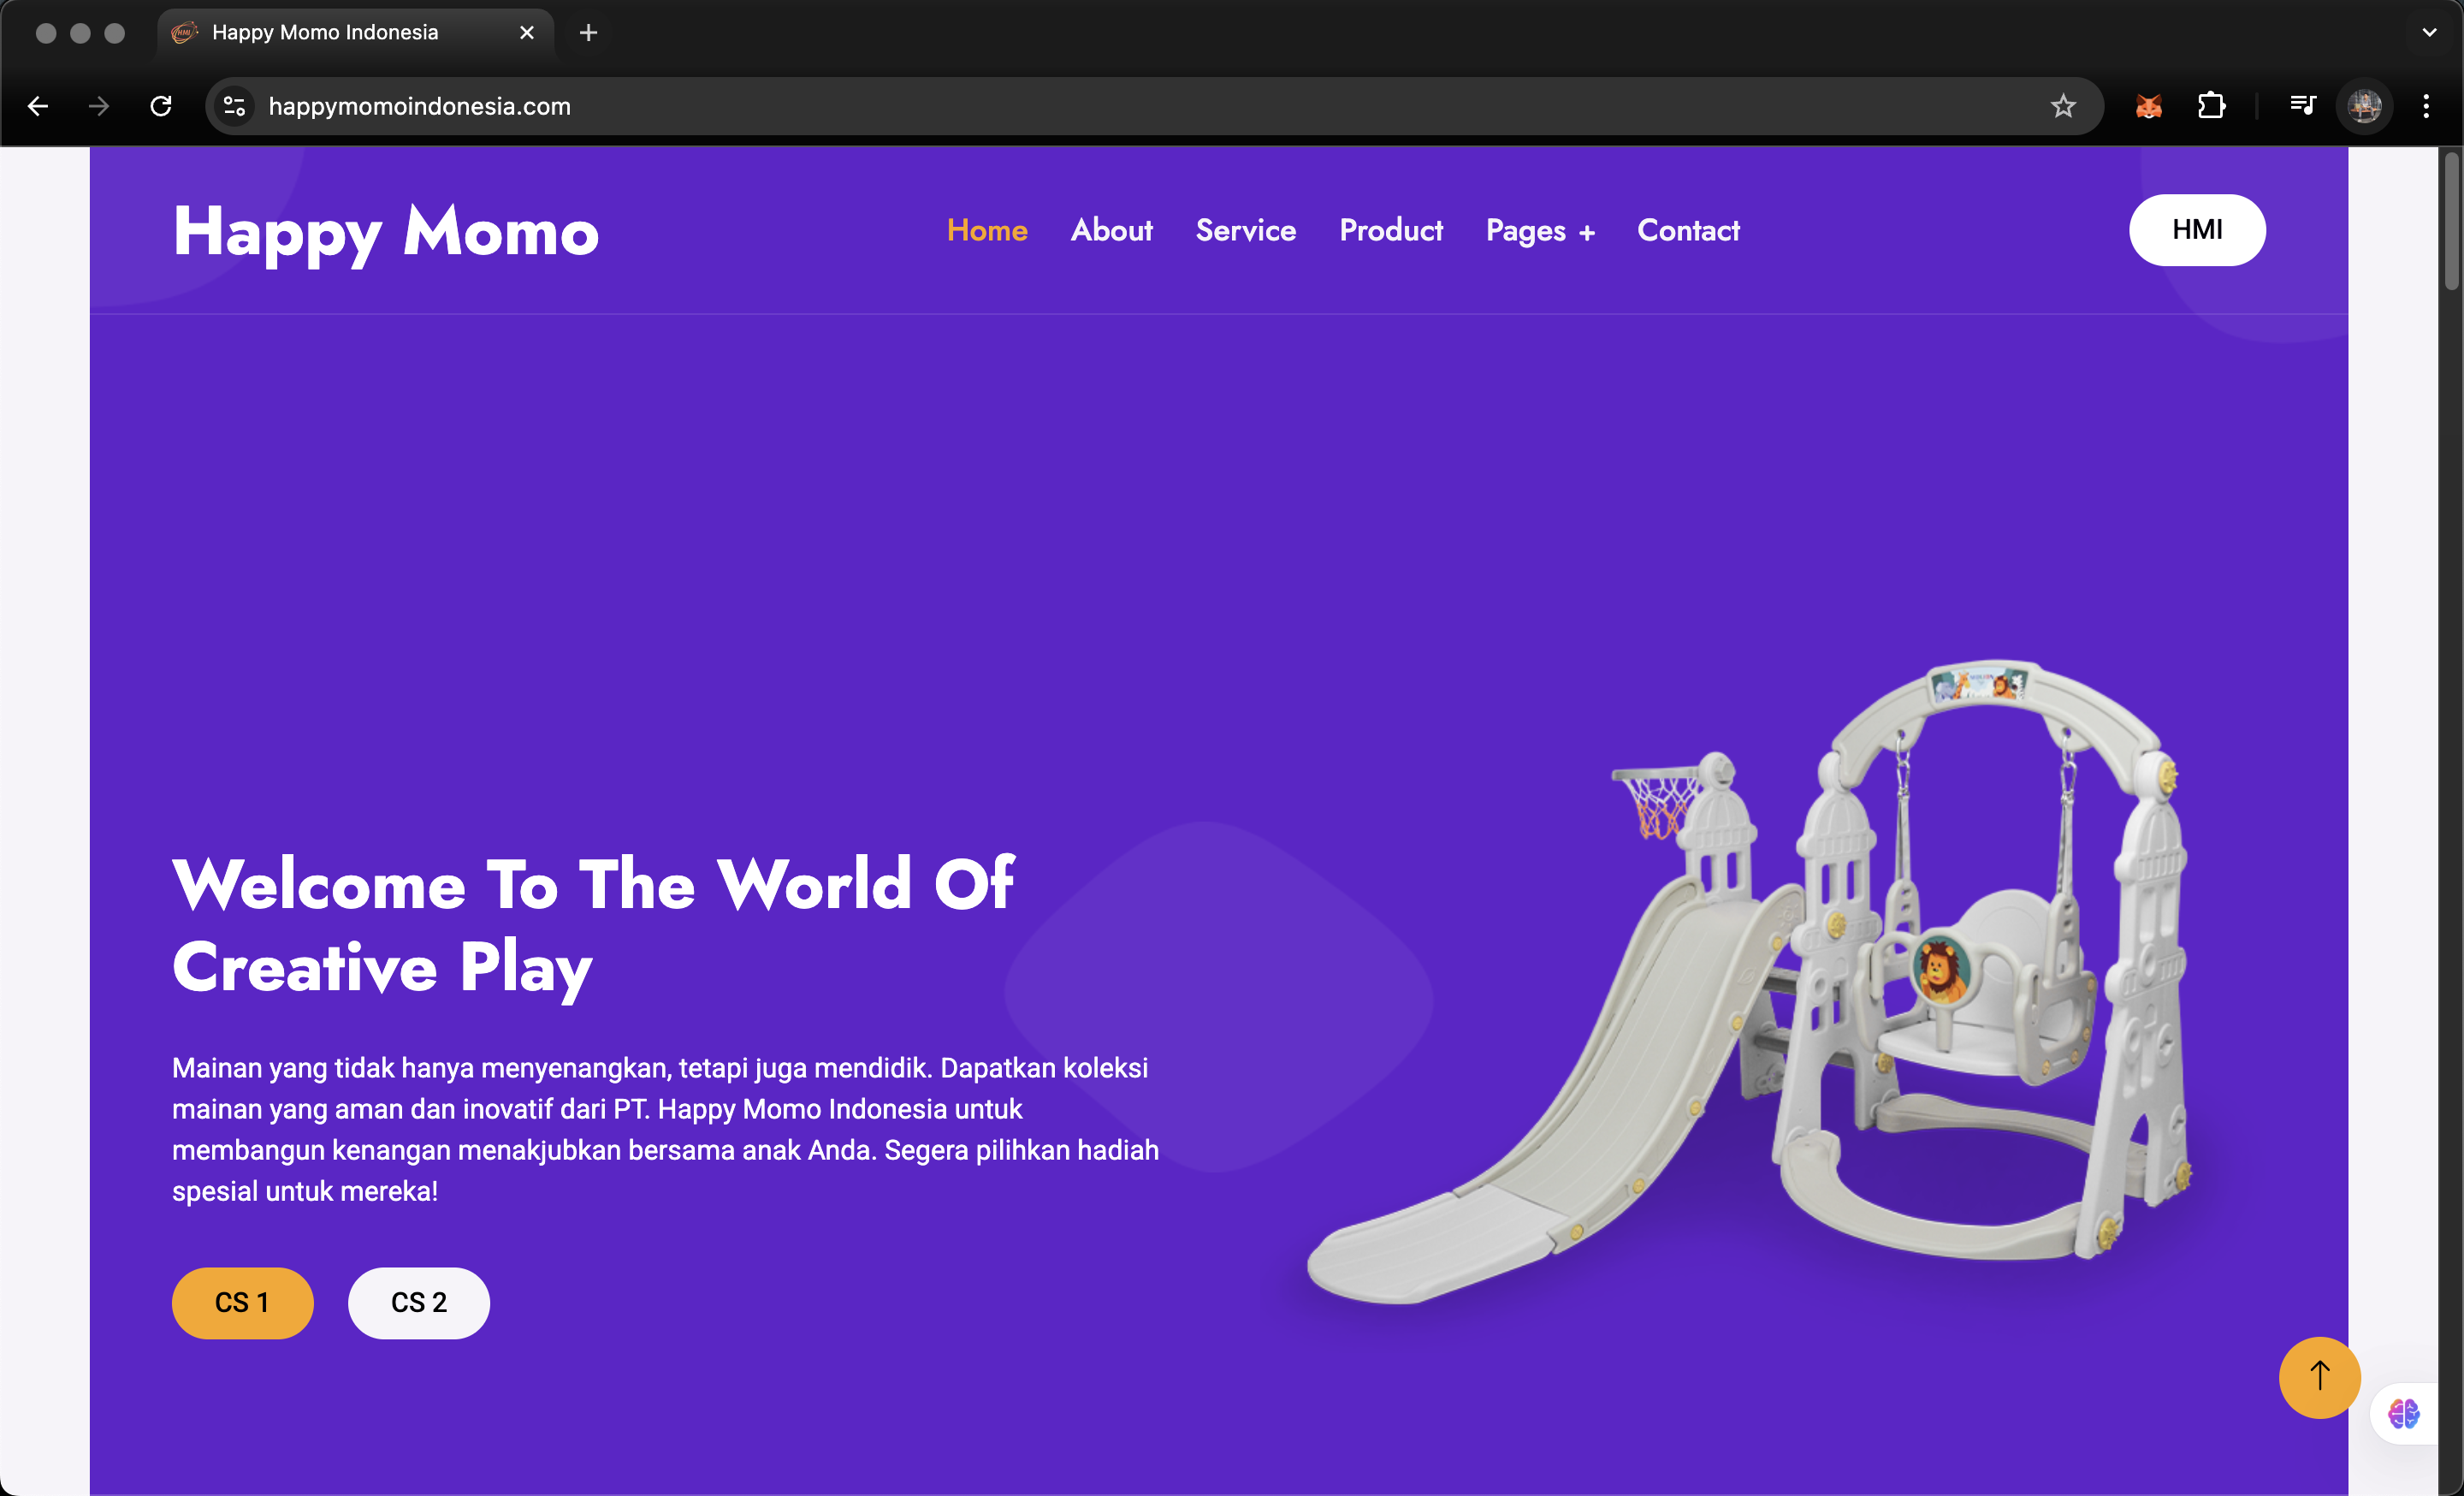 Happy Momo Indonesia
happymomoindonesia.com
Happy Momo
Home About Service Product Pages + Contact
HMI
Welcome To The World Of
Creative Play
Mainan yang tidak hanya menyenangkan, tetapi juga mendidik. Dapatkan koleksi
mainan yang aman dan inovatif dari PT. Happy Momo Indonesia untuk
membangun kenangan menakjubkan bersama anak Anda. Segera pilihkan hadiah
spesial untuk mereka!
CS 1
CS 2